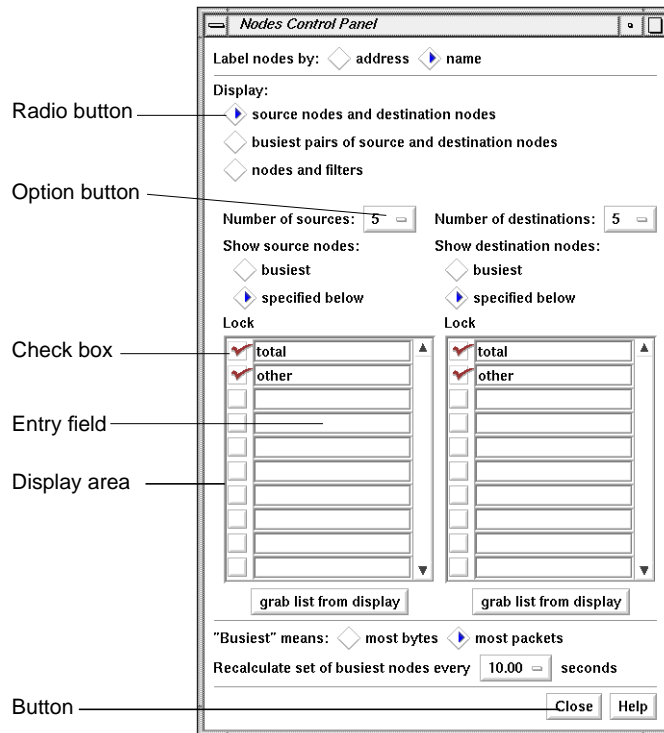 Nodes Control Panel
Label nodes by: address name
Display:
Radio button
source nodes and destination nodes
busiest pairs of source and destination nodes
nodes and filters
Option button
Number of sources: 5 Number of destinations: 5
Show source nodes: Show destination nodes:
busiest busiest
specified below specified below
Lock Lock
Check box
total total
other other
Entry field
Display area
grab list from display grab list from display
"Busiest" means: most bytes most packets
Recalculate set of busiest nodes every 10.00 seconds
Button
Close Help